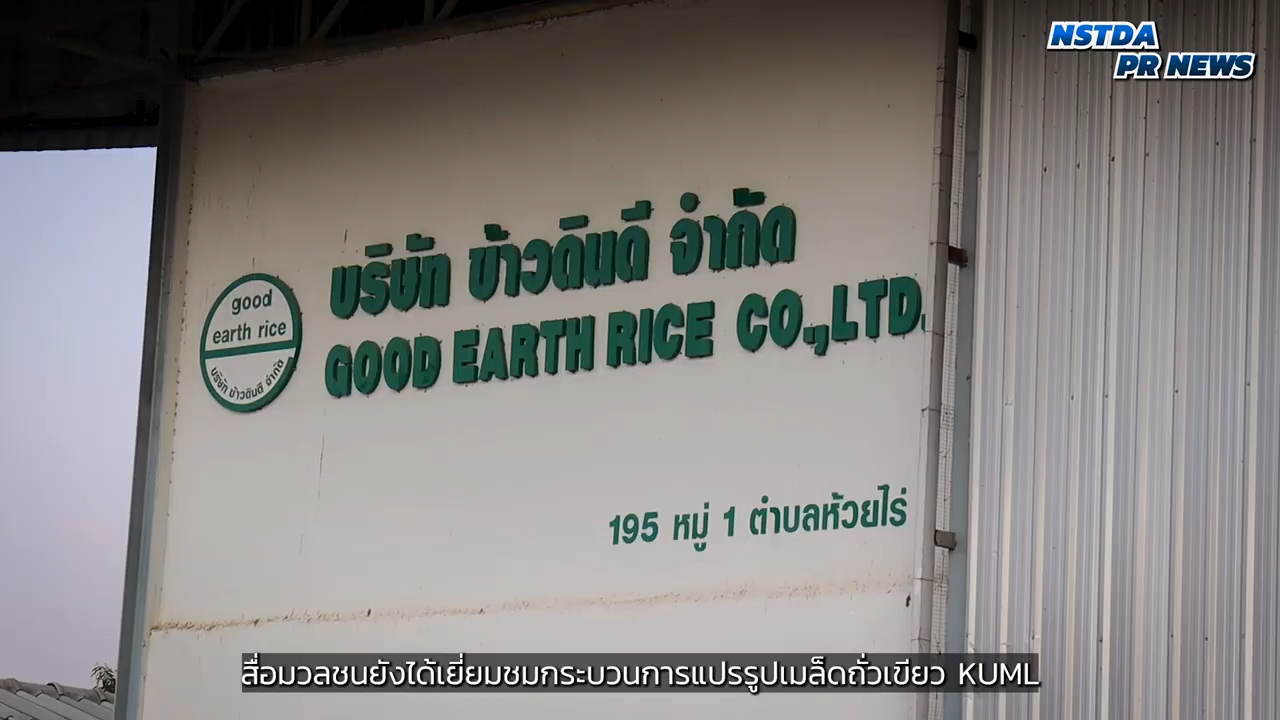 NSTDA
PR NEWS
บริษัท ข้าวดินดี จำกัด
GOOD EARTH RICE CO.,LTD.
good
earth rice
บริษัท ข้าวดินดี จำกัด
195 หมู่ 1 ตำบลห้วยไร่
สื่อมวลชนยังได้เยี่ยมชมกระบวนการแปรรูปเมล็ดถั่วเขียว KUML